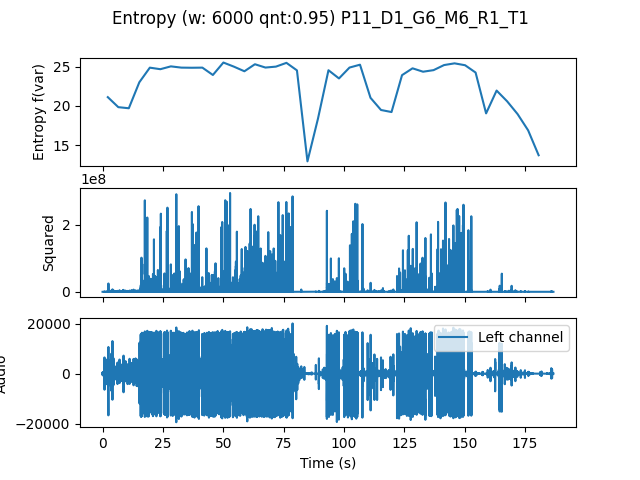 Entropy (w: 6000 qnt:0.95) P11_D1_G6_M6_R1_T1
Entropy f(var)
25
20
15
1e8
Squared
2
0
Audio
20000
0
−20000
Left channel
0 25 50 75 100 125 150 175
Time (s)